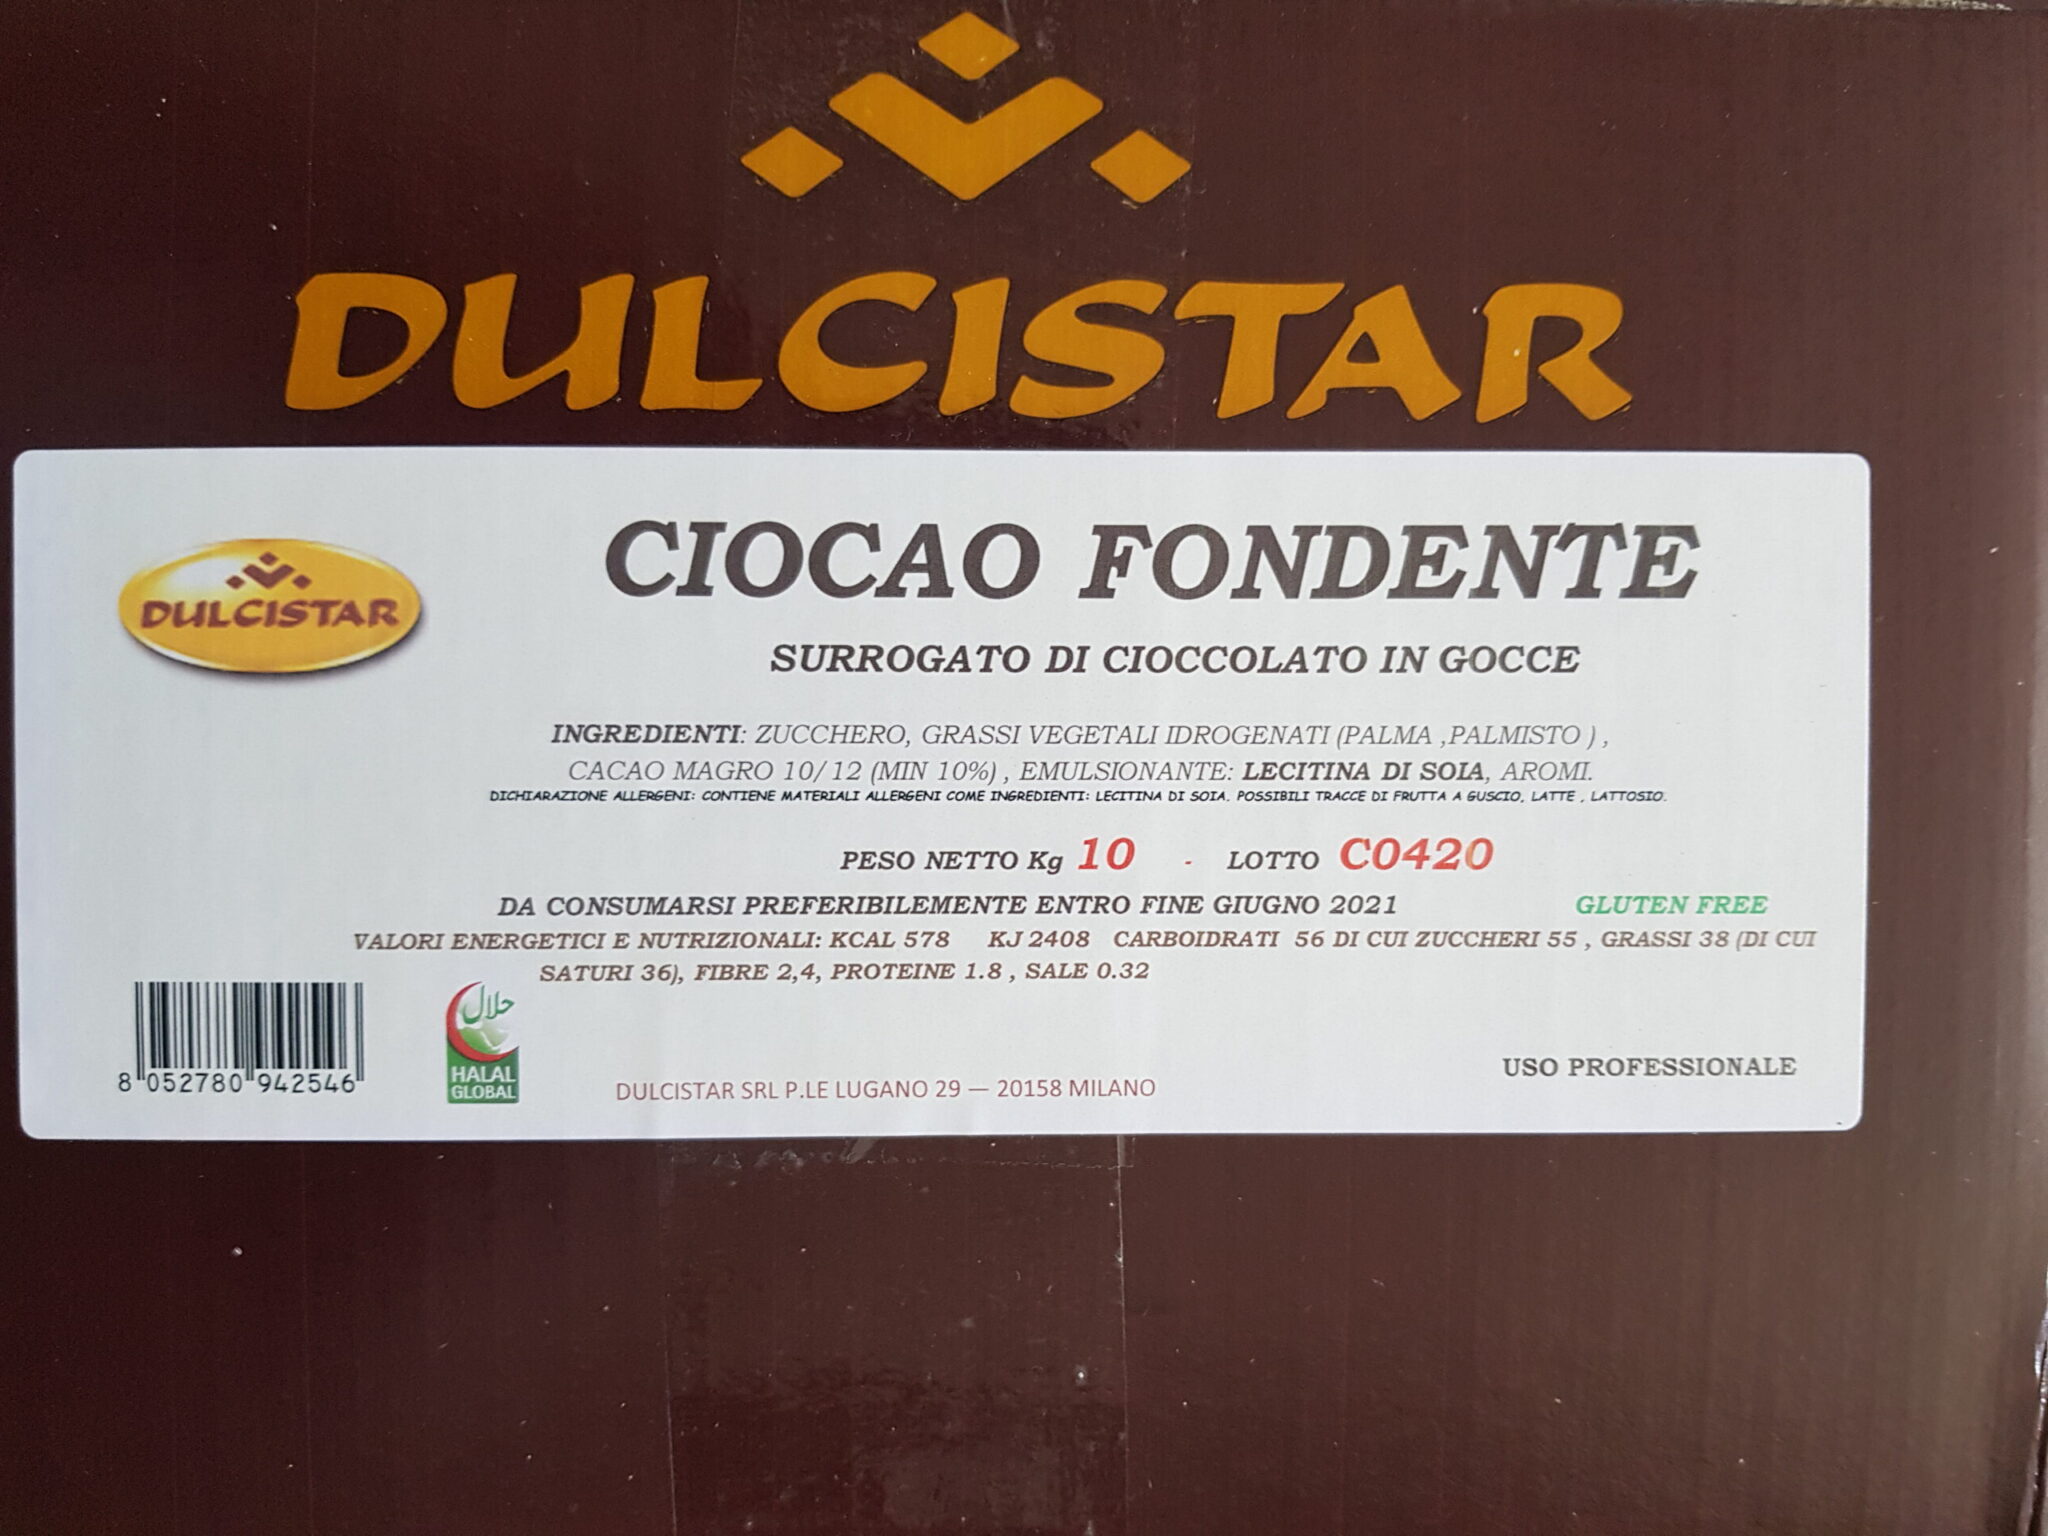 DULCISTAR
DULCISTAR
CIOCAO FONDENTE
SURROGATO DI CIOCCOLATO IN GOCCE
INGREDIENTI: ZUCCHERO, GRASSI VEGETALI IDROGENATI (PALMA ,PALMISTO ) ,
CACAO MAGRO 10/12 (MIN 10%) , EMULSIONANTE: LECITINA DI SOIA, AROMI.
DICHIARAZIONE ALLERGENI: CONTIENE MATERIALI ALLERGENI COME INGREDIENTI: LECITINA DI SOIA. POSSIBILI TRACCE DI FRUTTA A GUSCIO, LATTE , LATTOSIO.
PESO NETTO Kg 10 - LOTTO C0420
DA CONSUMARSI PREFERIBILEMENTE ENTRO FINE GIUGNO 2021 GLUTEN FREE
VALORI ENERGETICI E NUTRIZIONALI: KCAL 578 KJ 2408 CARBOIDRATI 56 DI CUI ZUCCHERI 55 , GRASSI 38 (DI CUI
SATURI 36), FIBRE 2,4, PROTEINE 1.8 , SALE 0.32
حلال
HALAL
GLOBAL
8 052780 942546
USO PROFESSIONALE
DULCISTAR SRL P.LE LUGANO 29 — 20158 MILANO